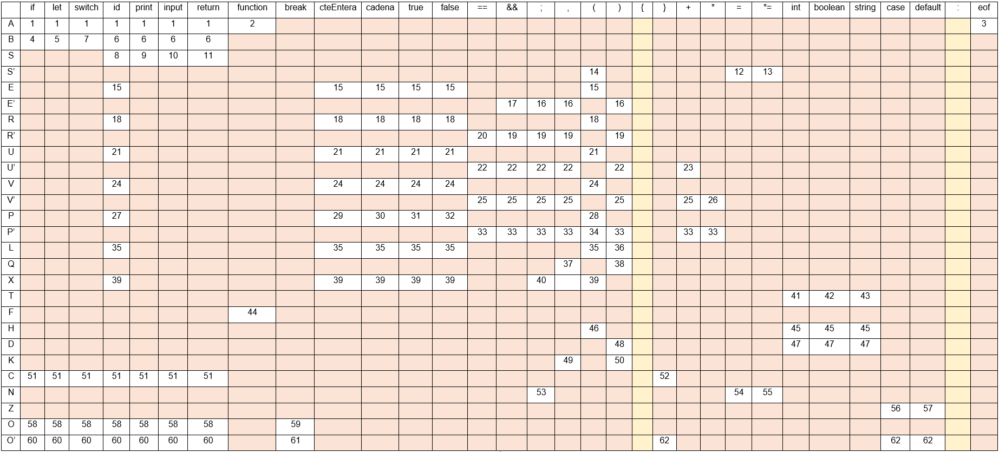 if let switch id print input return function break cteEntera cadena true false == && ; , ( ) { } + * = *= int boolean string case default : eof
A 1 1 1 1 1 1 1 2 3
B 4 5 7 6 6 6 6
S 8 9 10 11
S’ 14 12 13
E 15 15 15 15 15 15
E’ 17 16 16 16
R 18 18 18 18 18 18
R’ 20 19 19 19 19
U 21 21 21 21 21 21
U’ 22 22 22 22 22 23
V 24 24 24 24 24 24
V’ 25 25 25 25 25 25 26
P 27 29 30 31 32 28
P’ 33 33 33 33 34 33 33 33
L 35 35 35 35 35 35 36
Q 37 38
X 39 39 39 39 39 40 39
T 41 42 43
F 44
H 46 45 45 45
D 48 47 47 47
K 49 50
C 51 51 51 51 51 51 51 52
N 53 54 55
Z 56 57
O 58 58 58 58 58 58 58 59
O’ 60 60 60 60 60 60 60 61 62 62 62